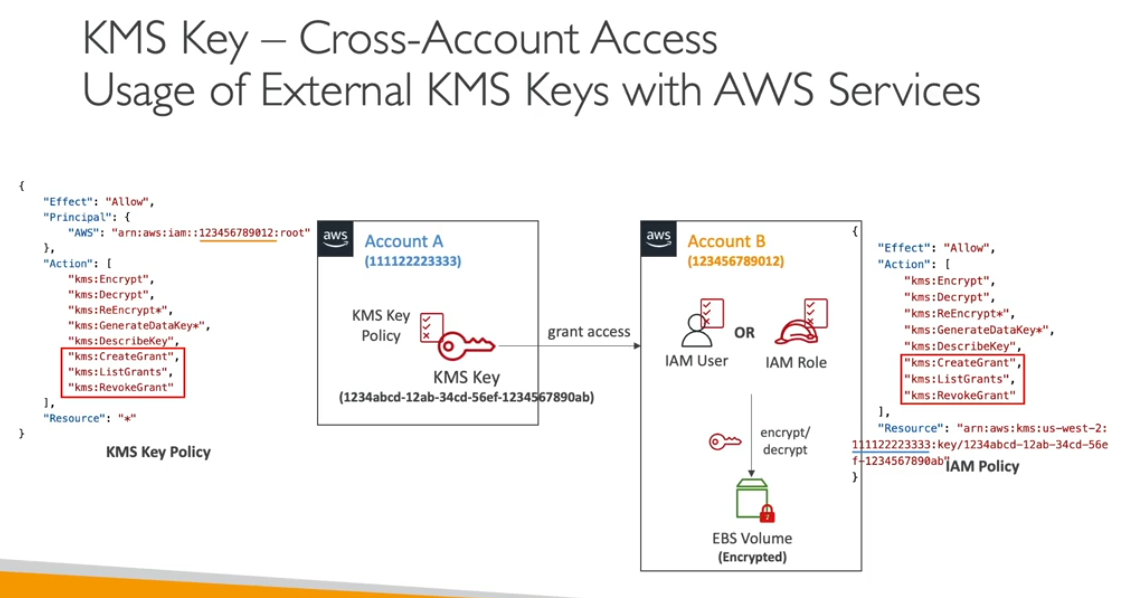 KMS Key – Cross-Account Access
Usage of External KMS Keys with AWS Services
{
"Effect": "Allow",
"Principal": {
"AWS": "arn:aws:iam::123456789012:root"
},
"Action": [
"kms:Encrypt",
"kms:Decrypt",
"kms:ReEncrypt*",
"kms:GenerateDataKey*",
"kms:DescribeKey",
"kms:CreateGrant",
"kms:ListGrants",
"kms:RevokeGrant"
],
"Resource": "*"
}
KMS Key Policy
aws
Account A
(111122223333)
KMS Key
Policy
KMS Key
(1234abcd-12ab-34cd-56ef-1234567890ab)
grant access
aws
Account B
(123456789012)
IAM User
OR
IAM Role
encrypt/
decrypt
EBS Volume
(Encrypted)
{
"Effect": "Allow",
"Action": [
"kms:Encrypt",
"kms:Decrypt",
"kms:ReEncrypt*",
"kms:GenerateDataKey*",
"kms:DescribeKey",
"kms:CreateGrant",
"kms:ListGrants",
"kms:RevokeGrant"
],
"Resource": "arn:aws:kms:us-west-2:
111122223333:key/1234abcd-12ab-34cd-56e
f-1234567890ab"
}
IAM Policy